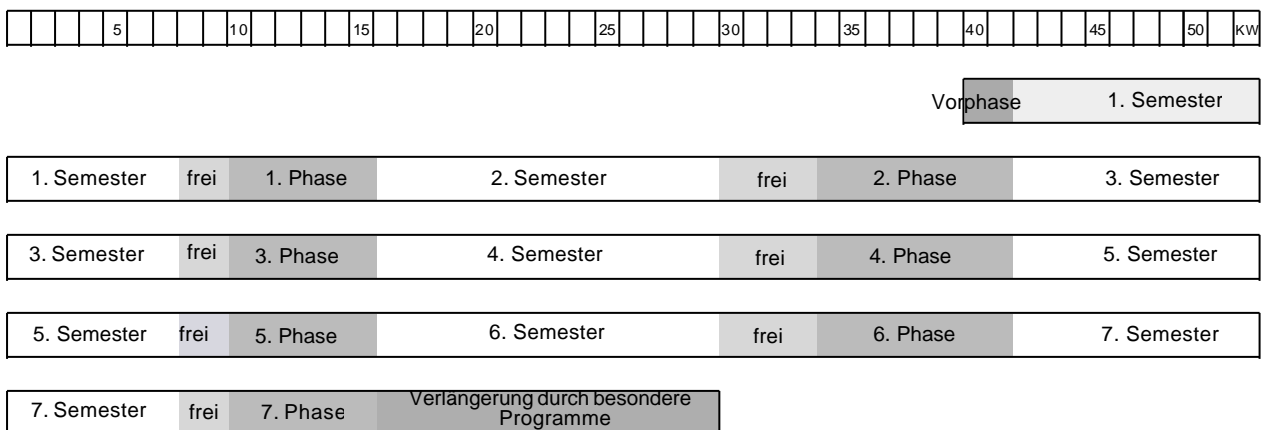 5 10 15 20 25 30 35 40 45 50 KW
Vorphase 1. Semester
1. Semester frei 1. Phase 2. Semester frei 2. Phase 3. Semester
3. Semester frei 3. Phase 4. Semester frei 4. Phase 5. Semester
5. Semester frei 5. Phase 6. Semester frei 6. Phase 7. Semester
7. Semester frei 7. Phase Verlängerung durch besondere
Programme